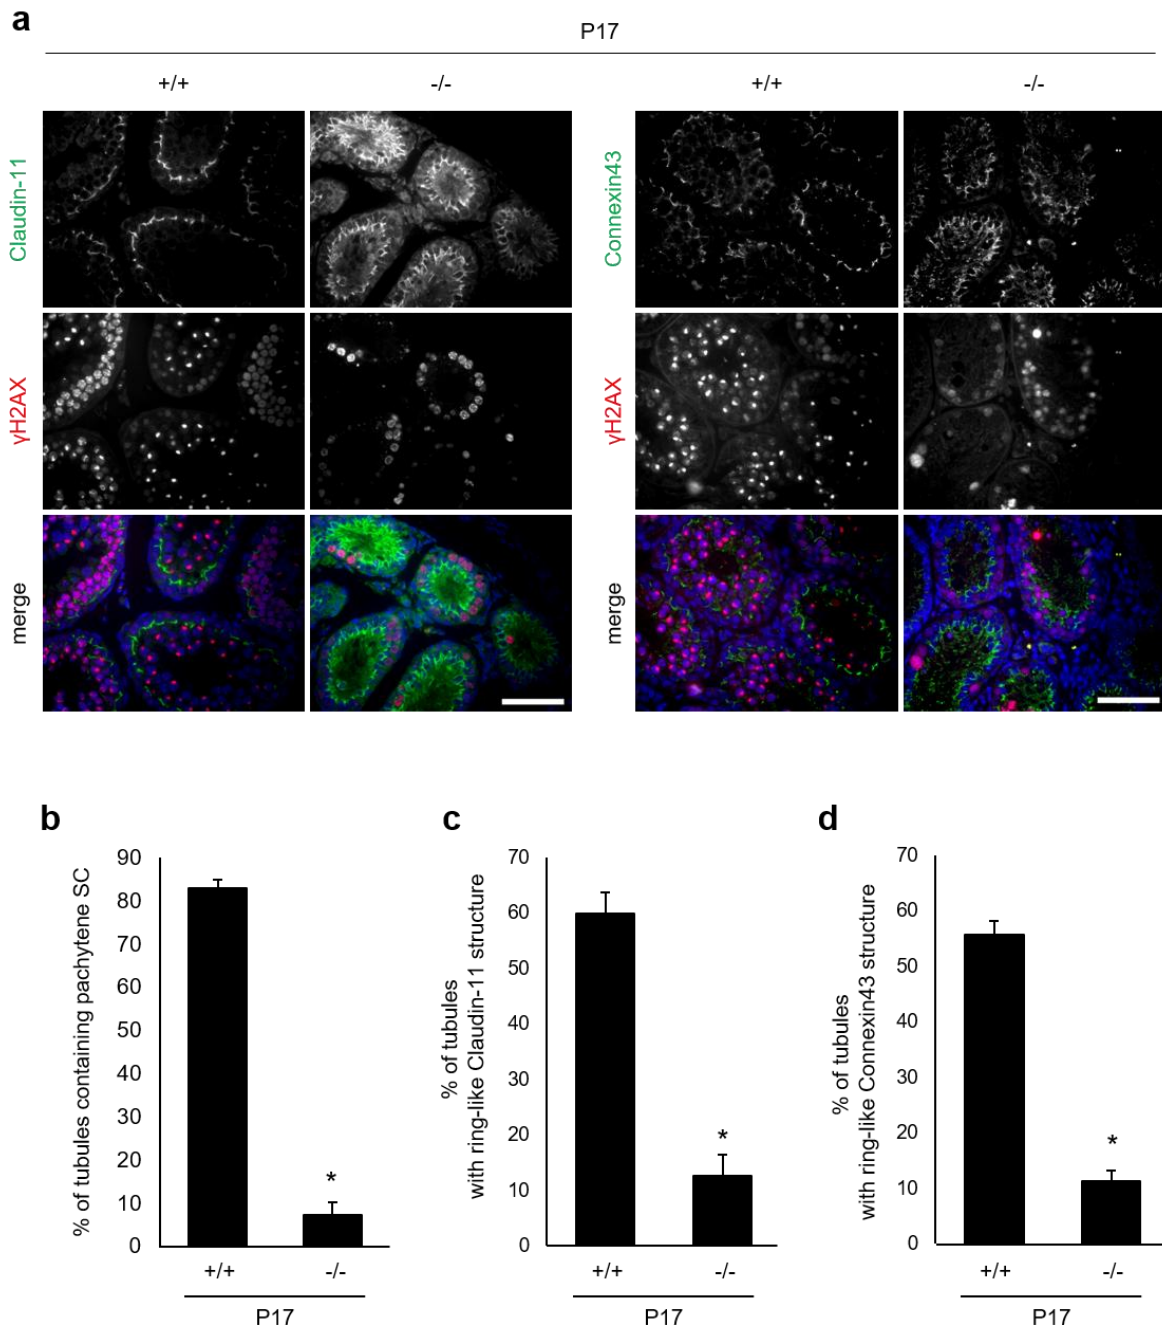 a
P17
+/+
-/-
+/+
-/-
Claudin-11
γH2AX
merge
Connexin43
γH2AX
merge
b
% of tubules containing pachytene SC
90
80
70
60
50
40
30
20
10
0
*
+/+
-/-
P17
c
% of tubules
with ring-like Claudin-11 structure
70
60
50
40
30
20
10
0
*
+/+
-/-
P17
d
% of tubules
with ring-like Connexin43 structure
70
60
50
40
30
20
10
0
*
+/+
-/-
P17